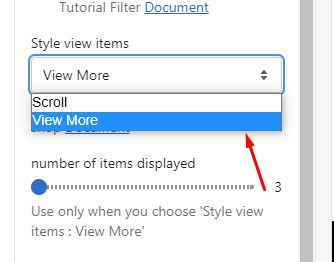 Tutorial Filter Document
Style view items
View More
Scroll
View More
Document
number of items displayed
3
Use only when you choose 'Style view
items : View More'